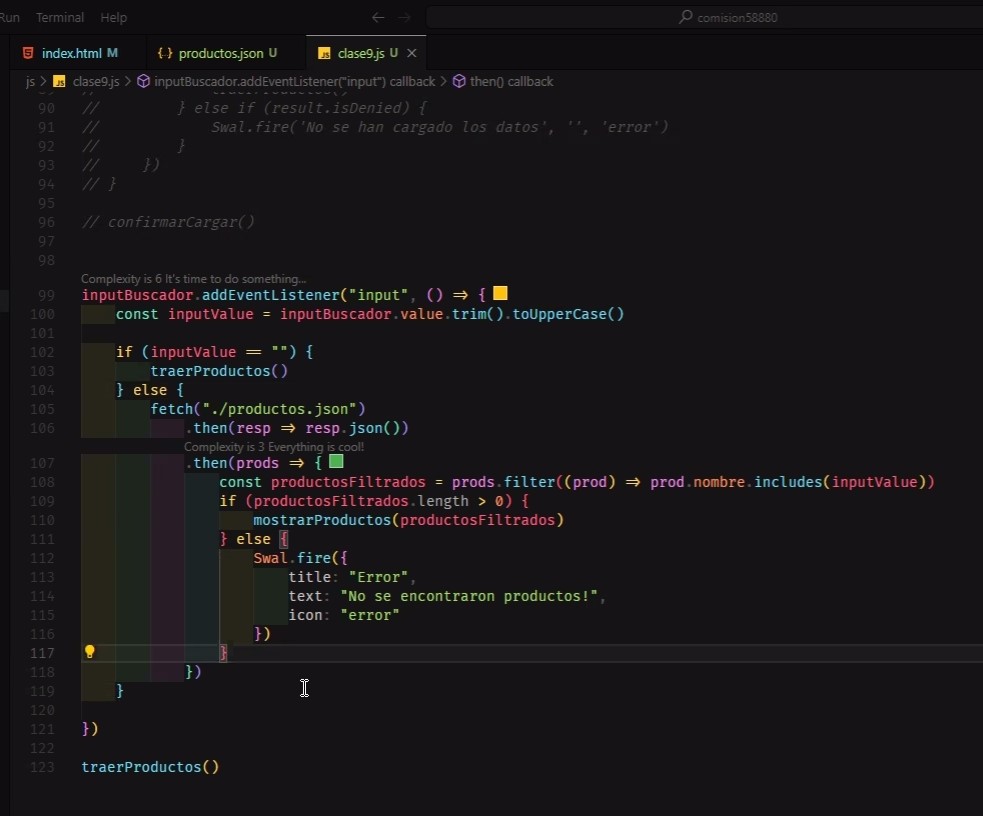 Run Terminal Help comision58880
index.html M productos.json U clase9.js U
js > clase9.js > inputBuscador.addEventListener("input") callback > then() callback
90 // } else if (result.isDenied) {
91 // Swal.fire('No se han cargado los datos', '', 'error')
92 // }
93 // })
94 // }
95
96 // confirmarCargar()
97
98
Complexity is 6 It's time to do something...
99 inputBuscador.addEventListener("input", () => {
100 const inputValue = inputBuscador.value.trim().toUpperCase()
101
102 if (inputValue == "") {
103 traerProductos()
104 } else {
105 fetch("./productos.json")
106 .then(resp => resp.json())
Complexity is 3 Everything is cool!
107 .then(prods => {
108 const productosFiltrados = prods.filter((prod) => prod.nombre.includes(inputValue))
109 if (productosFiltrados.length > 0) {
110 mostrarProductos(productosFiltrados)
111 } else {
112 Swal.fire({
113 title: "Error",
114 text: "No se encontraron productos!",
115 icon: "error"
116 })
117 }
118 })
119 }
120
121 })
122
123 traerProductos()